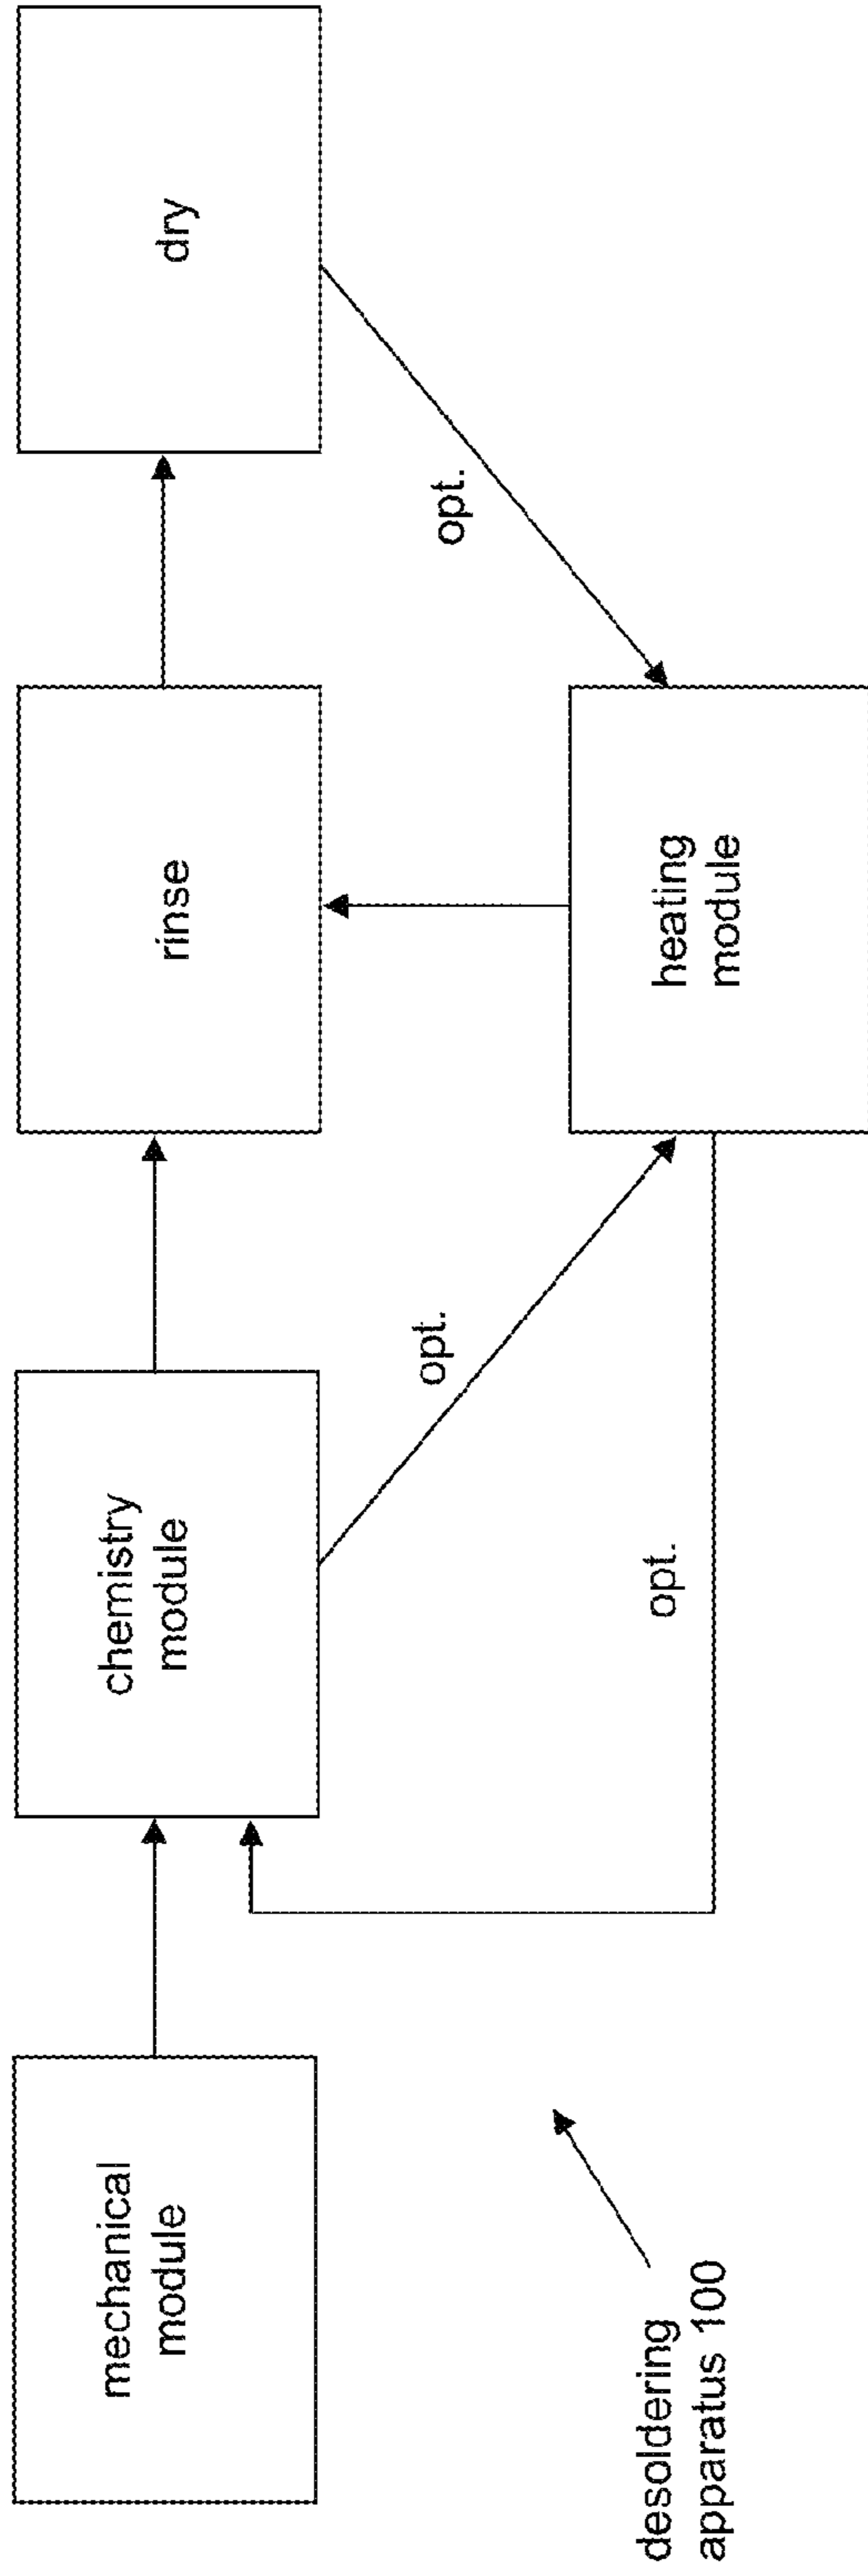 mechanical
module
chemistry
module
rinse
dry
opt.
opt.
opt.
heating
module
desoldering
apparatus 100